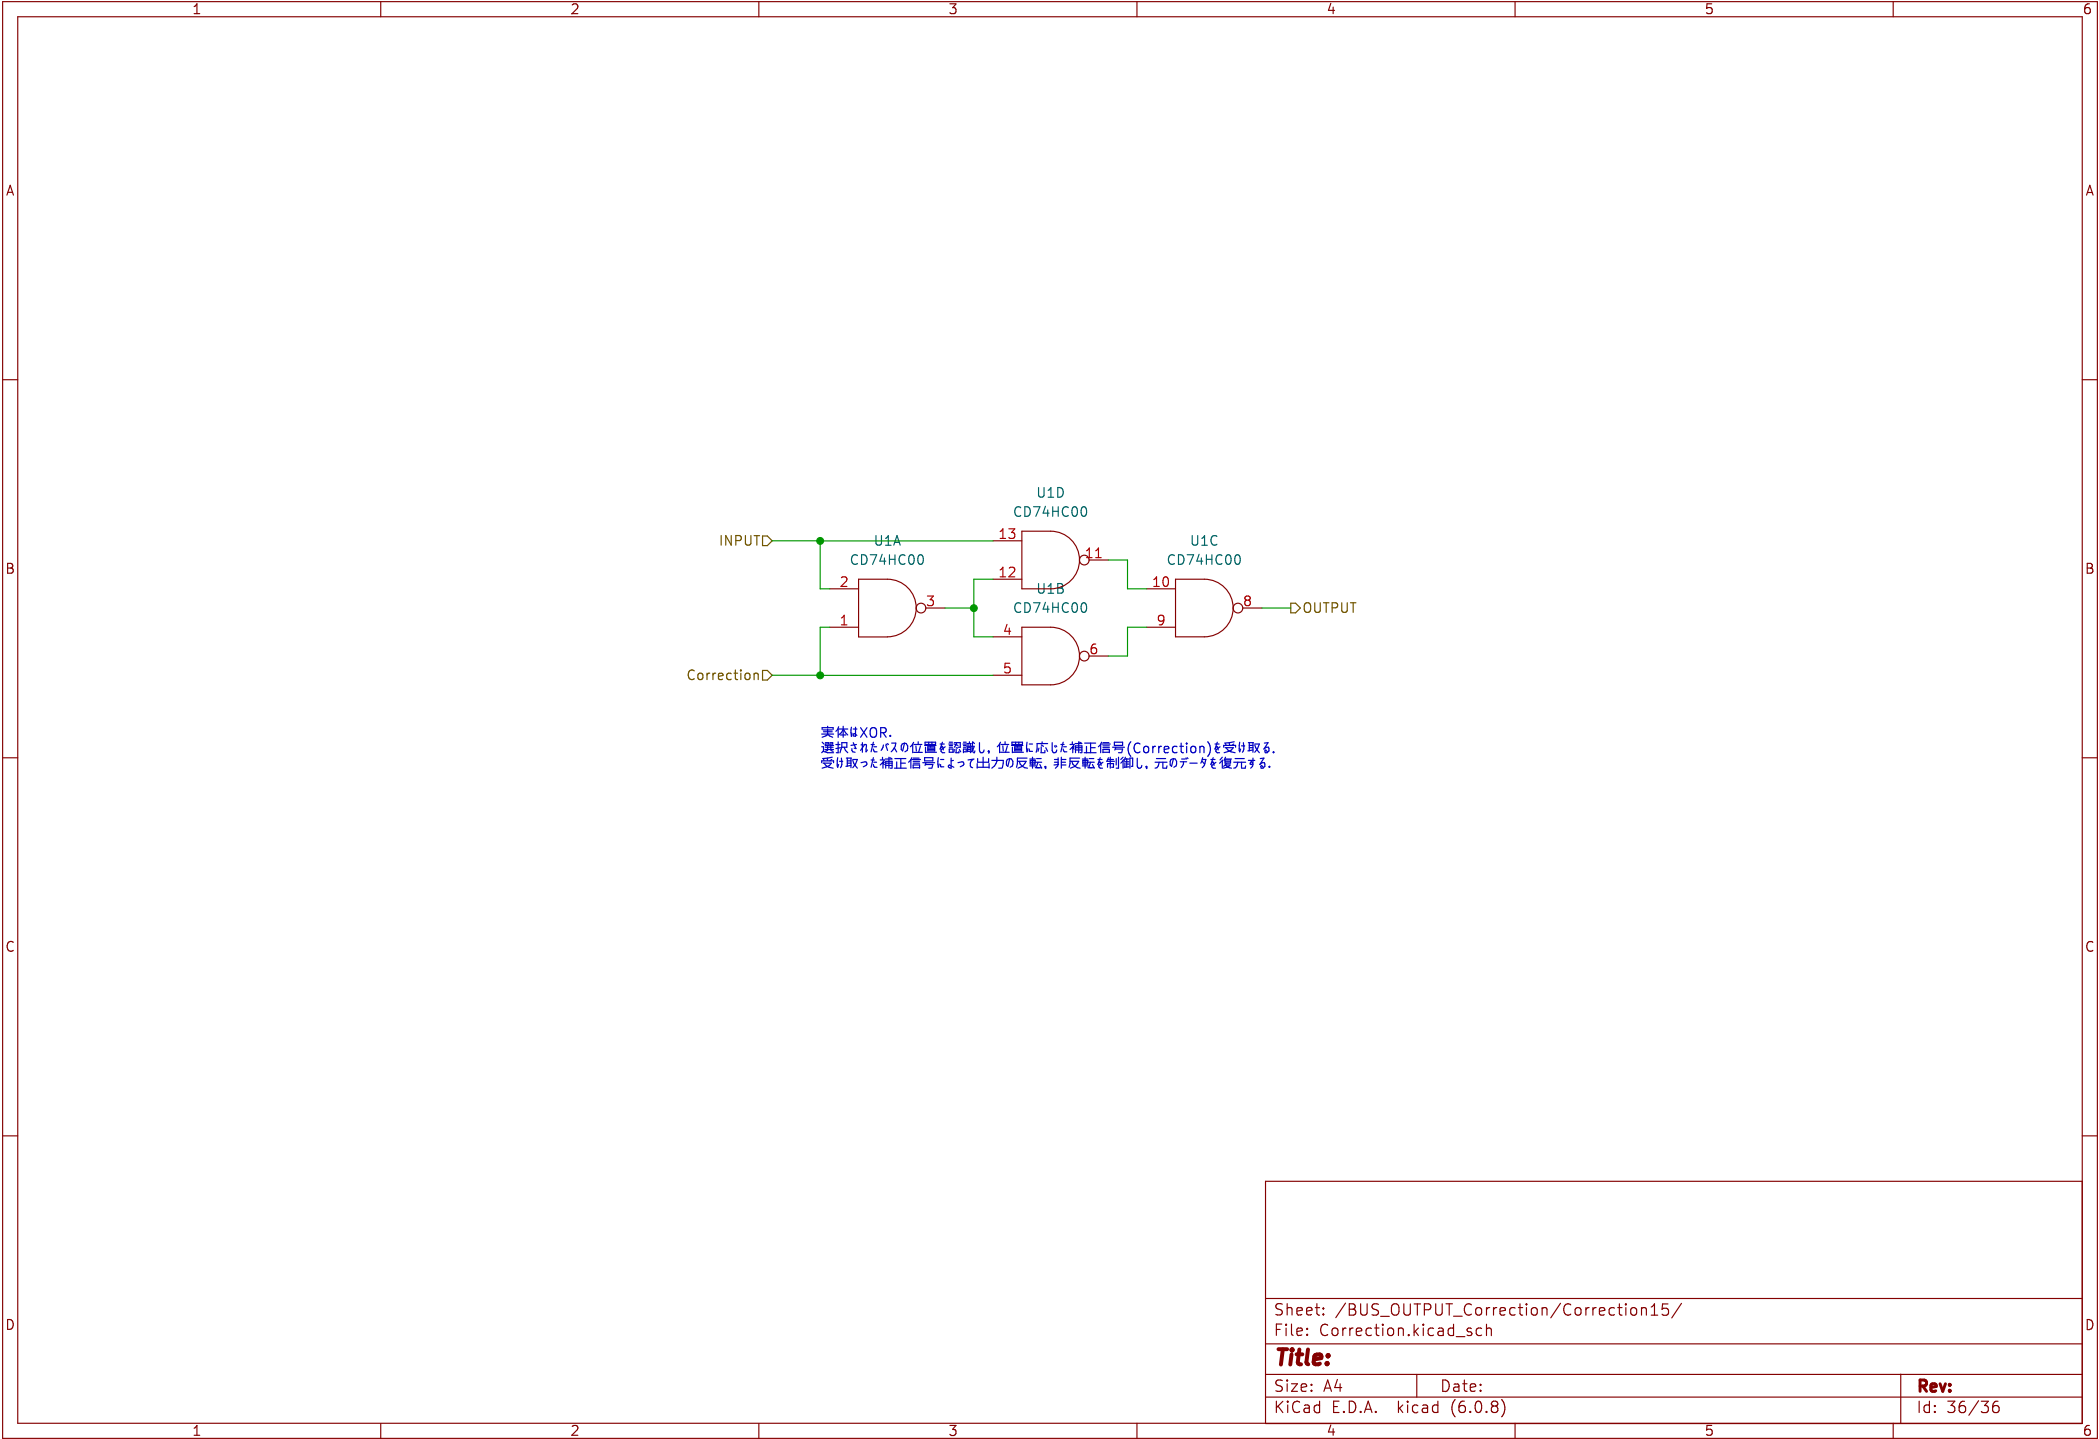 1 2 3 4 5 6
A A
U1D
CD74HC00
INPUT
13
11
12
U1A
CD74HC00
2
3
1
U1B
CD74HC00
4
6
5
U1C
CD74HC00
10
8
9
OUTPUT
Correction
B B
実体はXOR.
選択されたバスの位置を認識し, 位置に応じた補正信号(Correction)を受け取る.
受け取った補正信号によって出力の反転, 非反転を制御し, 元のデータを復元する.
C C
D D
Sheet: /BUS_OUTPUT_Correction/Correction15/
File: Correction.kicad_sch
Title:
Size: A4 Date: Rev:
KiCad E.D.A. kicad (6.0.8) Id: 36/36
1 2 3 4 5 6